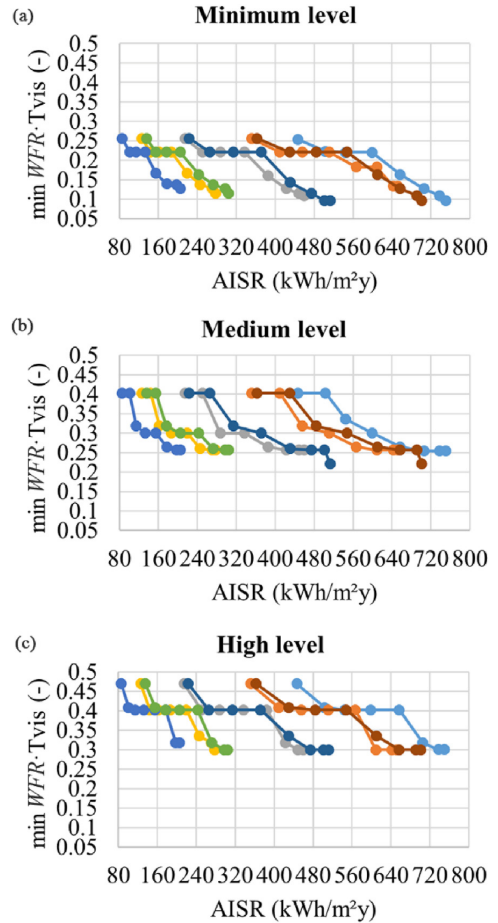 (a)
Minimum level
0.5
0.45
0.4
0.35
0.3
0.25
0.2
0.15
0.1
0.05
min WFR·Tvis (-)
80 160 240 320 400 480 560 640 720 800
AISR (kWh/m²y)
(b)
Medium level
0.5
0.45
0.4
0.35
0.3
0.25
0.2
0.15
0.1
0.05
min WFR·Tvis (-)
80 160 240 320 400 480 560 640 720 800
AISR (kWh/m²y)
(c)
High level
0.5
0.45
0.4
0.35
0.3
0.25
0.2
0.15
0.1
0.05
min WFR·Tvis (-)
80 160 240 320 400 480 560 640 720 800
AISR (kWh/m²y)